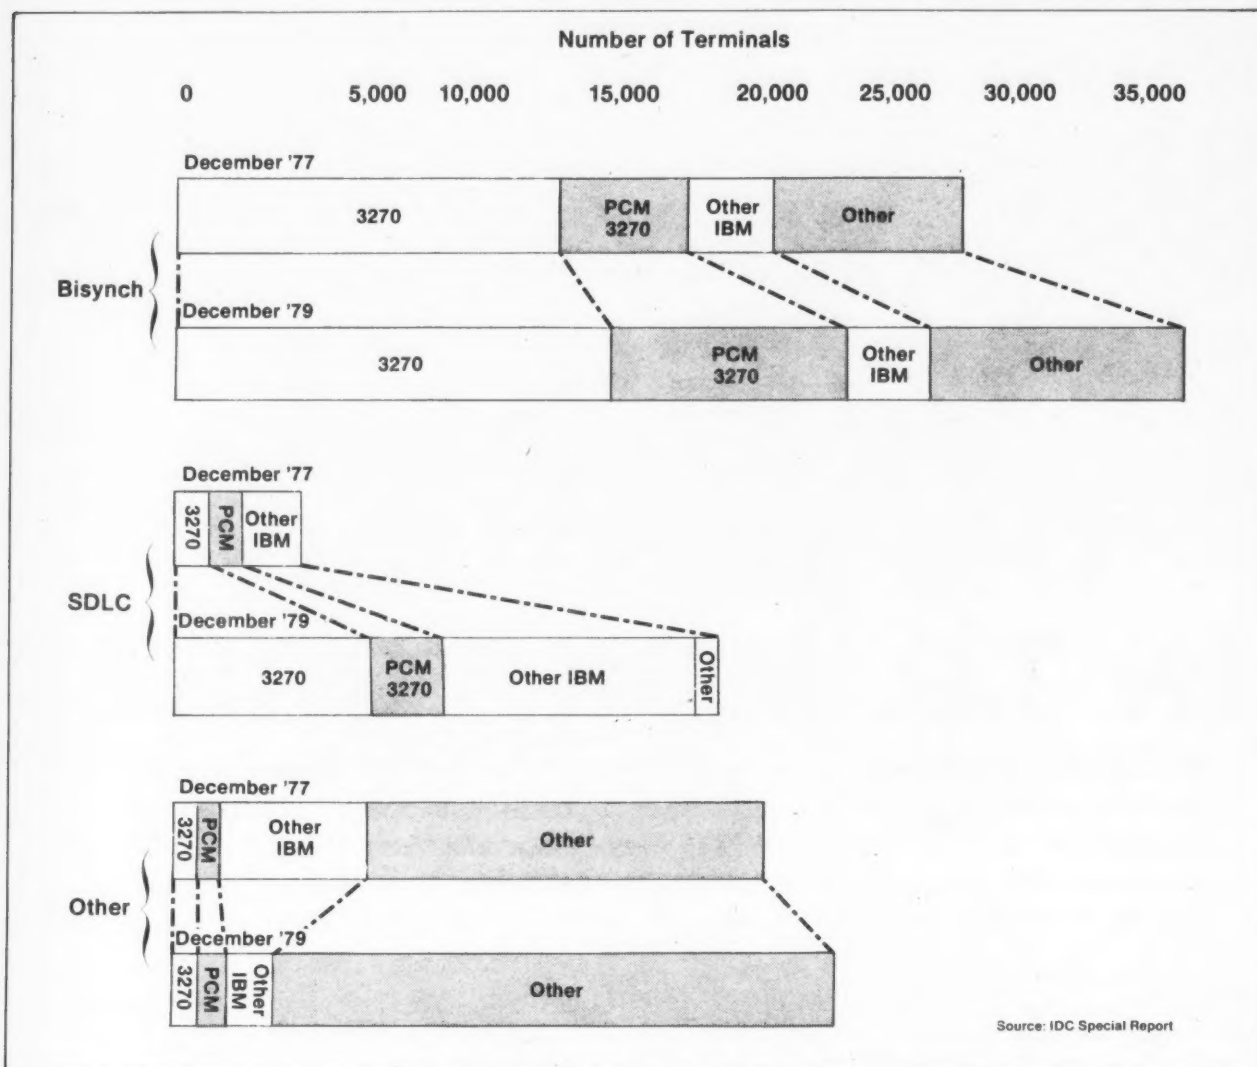 Number of Terminals
0 5,000 10,000 15,000 20,000 25,000 30,000 35,000
December '77
3270
PCM
3270
Other
IBM
Other
Bisynch
December '79
3270
PCM
3270
Other
IBM
Other
December '77
3270
PCM
Other
IBM
SDLC
December '79
3270
PCM
3270
Other IBM
Other
December '77
3270
PCM
Other
IBM
Other
Other
December '79
3270
PCM
Other
IBM
Other
Source: IDC Special Report